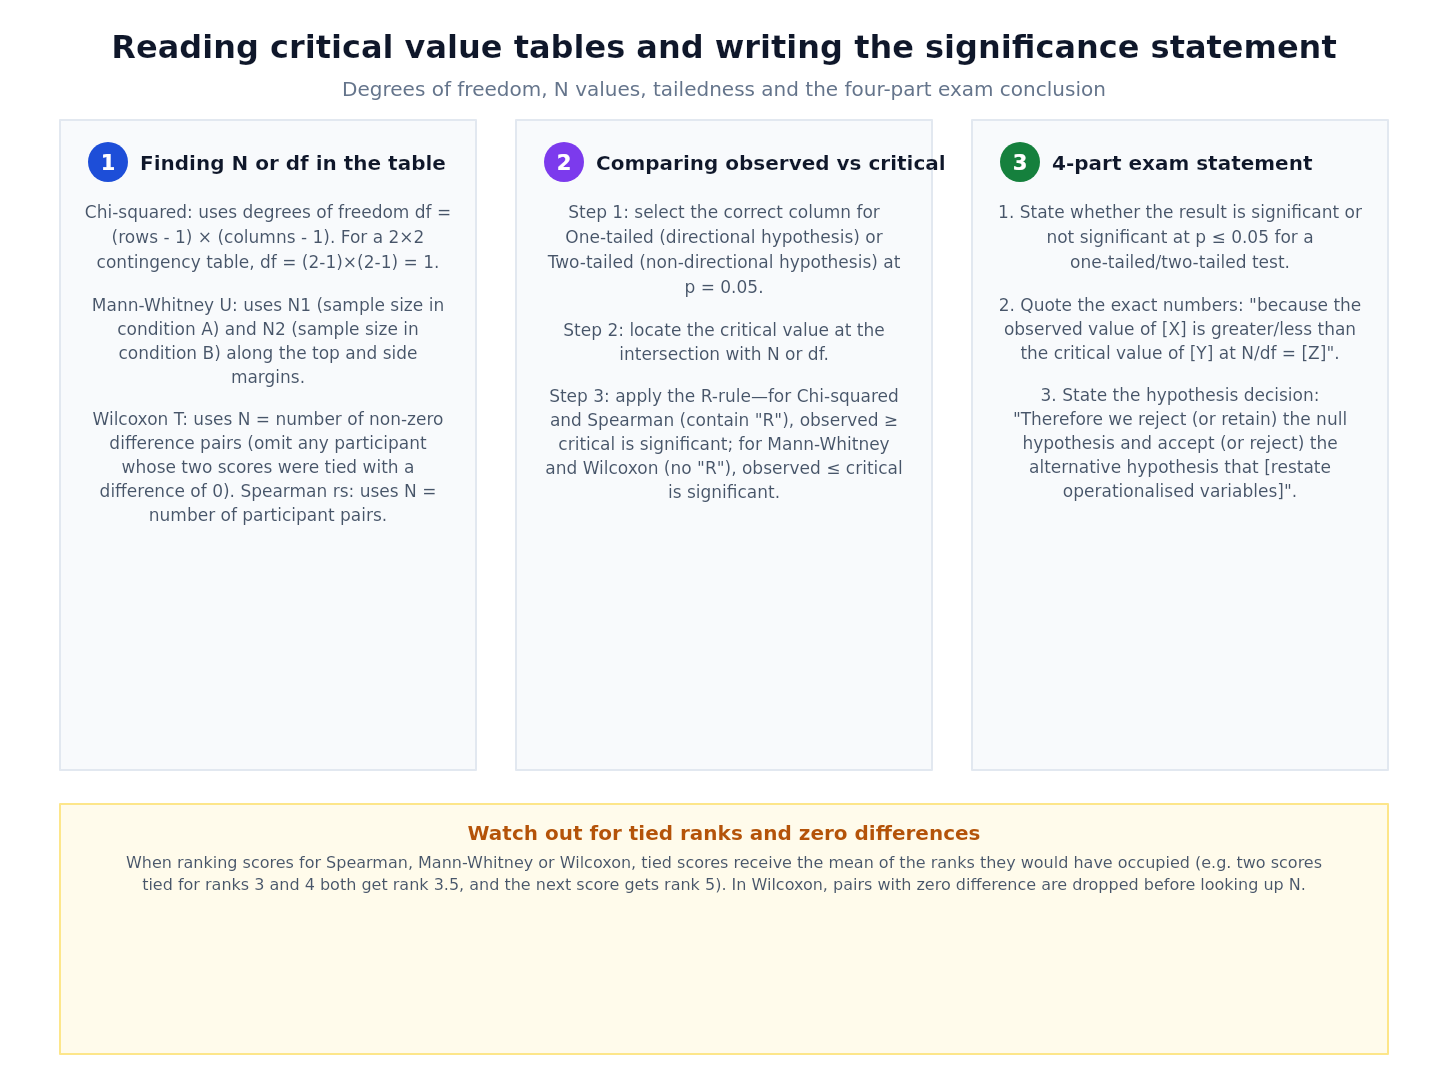 Reading critical value tables and writing the significance statement
Degrees of freedom, N values, tailedness and the four-part exam conclusion
1 Finding N or df in the table
Chi-squared: uses degrees of freedom df =
(rows - 1) × (columns - 1). For a 2×2
contingency table, df = (2-1)×(2-1) = 1.
Mann-Whitney U: uses N1 (sample size in
condition A) and N2 (sample size in
condition B) along the top and side
margins.
Wilcoxon T: uses N = number of non-zero
difference pairs (omit any participant
whose two scores were tied with a
difference of 0). Spearman rs: uses N =
number of participant pairs.
2 Comparing observed vs critical
Step 1: select the correct column for
One-tailed (directional hypothesis) or
Two-tailed (non-directional hypothesis) at
p = 0.05.
Step 2: locate the critical value at the
intersection with N or df.
Step 3: apply the R-rule—for Chi-squared
and Spearman (contain "R"), observed ≥
critical is significant; for Mann-Whitney
and Wilcoxon (no "R"), observed ≤ critical
is significant.
3 4-part exam statement
1. State whether the result is significant or
not significant at p ≤ 0.05 for a
one-tailed/two-tailed test.
2. Quote the exact numbers: "because the
observed value of [X] is greater/less than
the critical value of [Y] at N/df = [Z]".
3. State the hypothesis decision:
"Therefore we reject (or retain) the null
hypothesis and accept (or reject) the
alternative hypothesis that [restate
operationalised variables]".
Watch out for tied ranks and zero differences
When ranking scores for Spearman, Mann-Whitney or Wilcoxon, tied scores receive the mean of the ranks they would have occupied (e.g. two scores
tied for ranks 3 and 4 both get rank 3.5, and the next score gets rank 5). In Wilcoxon, pairs with zero difference are dropped before looking up N.